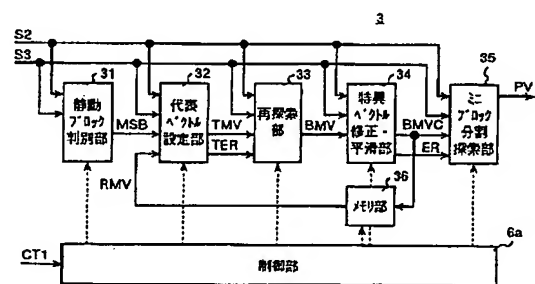 3
S2
S3
31
静動
ブロック
判別部
MSB
32
代表
ベクトル
設定部
TMV
TER
33
再探索
部
BMV
34
特異
ベクトル
修正・
平滑部
BMVC
ER
35
ミニ
ブロック
分割
探索部
PV
RMV
36
メモリ部
6a
CT1
制御部